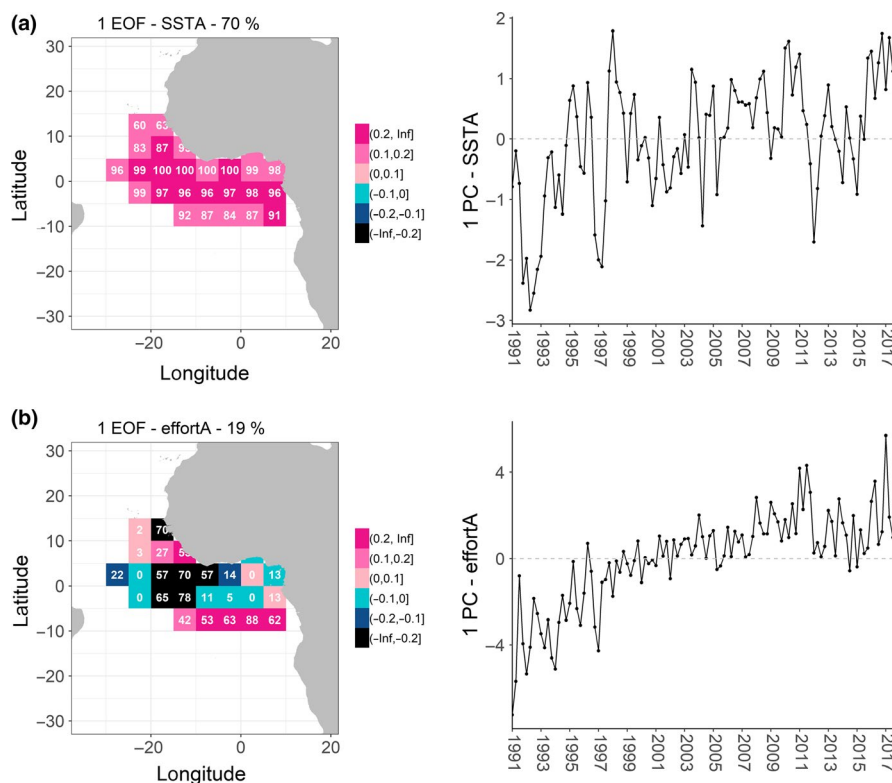 (a)
1 EOF - SSTA - 70 %
30
20
10
0
−10
−20
−30
Latitude
60 63
83 87 95
96 99 100 100 100 100 99 98
99 97 96 96 97 98 96
92 87 84 87 91
−20 0 20
Longitude
(0.2, Inf]
(0.1,0.2]
(0,0.1]
(−0.1,0]
(−0.2,−0.1]
(−Inf,−0.2]
1 PC - SSTA
2
1
0
−1
−2
−3
1991 1993 1995 1997 1999 2001 2003 2005 2007 2009 2011 2013 2015 2017
(b)
1 EOF - effortA - 19 %
30
20
10
0
−10
−20
−30
Latitude
2 70
3 27
22 0 57 70 57 14 0 13
0 65 78 11 5 0 13
42 53 63 88 62
−20 0 20
Longitude
(0.2, Inf]
(0.1,0.2]
(0,0.1]
(−0.1,0]
(−0.2,−0.1]
(−Inf,−0.2]
1 PC - effortA
4
0
−4
1991 1993 1995 1997 1999 2001 2003 2005 2007 2009 2011 2013 2015 2017